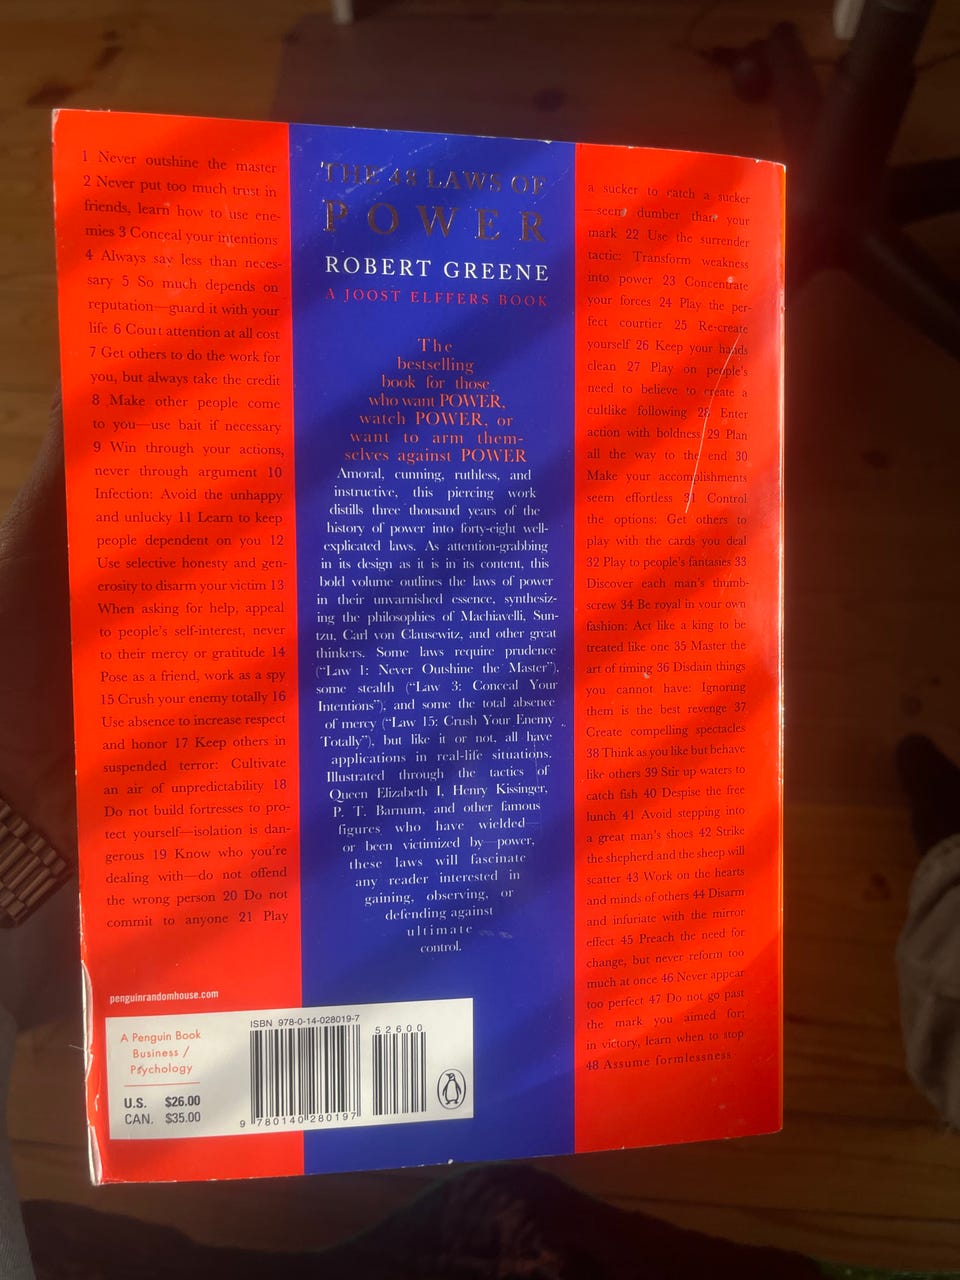 1 Never outshine the master
2 Never put too much trust in
friends, learn how to use ene-
mies 3 Conceal your intentions
4 Always say less than neces-
sary 5 So much depends on
reputation—guard it with your
life 6 Court attention at all cost
7 Get others to do the work for
you, but always take the credit
8 Make other people come
to you—use bait if necessary
9 Win through your actions,
never through argument 10
Infection: Avoid the unhappy
and unlucky 11 Learn to keep
people dependent on you 12
Use selective honesty and gen-
erosity to disarm your victim 13
When asking for help, appeal
to people's self-interest, never
to their mercy or gratitude 14
Pose as a friend, work as a spy
15 Crush your enemy totally 16
Use absence to increase respect
and honor 17 Keep others in
suspended terror: Cultivate
an air of unpredictability 18
Do not build fortresses to pro-
tect yourself—isolation is dan-
gerous 19 Know who you're
dealing with—do not offend
the wrong person 20 Do not
commit to anyone 21 Play
penguinrandomhouse.com
A Penguin Book
Business /
Psychology
U.S. $26.00
CAN. $35.00
ISBN 978-0-14-028019-7
52600
9 780140 280197
THE 48 LAWS OF
POWER
ROBERT GREENE
A JOOST ELFFERS BOOK
The
bestselling
book for those
who want POWER,
watch POWER, or
want to arm them-
selves against POWER
Amoral, cunning, ruthless, and
instructive, this piercing work
distills three thousand years of the
history of power into forty-eight well-
explicated laws. As attention-grabbing
in its design as it is in its content, this
bold volume outlines the laws of power
in their unvarnished essence, synthesiz-
ing the philosophies of Machiavelli, Sun-
tzu, Carl von Clausewitz, and other great
thinkers. Some laws require prudence
("Law 1: Never Outshine the Master"),
some stealth ("Law 3: Conceal Your
Intentions"), and some the total absence
of mercy ("Law 15: Crush Your Enemy
Totally"), but like it or not, all have
applications in real-life situations.
Illustrated through the tactics of
Queen Elizabeth I, Henry Kissinger,
P. T. Barnum, and other famous
figures who have wielded—
or been victimized by—power,
these laws will fascinate
any reader interested in
gaining, observing, or
defending against
ultimate
control.
a sucker to catch a sucker
—seem dumber than your
mark 22 Use the surrender
tactic: Transform weakness
into power 23 Concentrate
your forces 24 Play the per-
fect courtier 25 Re-create
yourself 26 Keep your hands
clean 27 Play on people's
need to believe to create a
cultlike following 28 Enter
action with boldness 29 Plan
all the way to the end 30
Make your accomplishments
seem effortless 31 Control
the options: Get others to
play with the cards you deal
32 Play to people's fantasies 33
Discover each man's thumb-
screw 34 Be royal in your own
fashion: Act like a king to be
treated like one 35 Master the
art of timing 36 Disdain things
you cannot have: Ignoring
them is the best revenge 37
Create compelling spectacles
38 Think as you like but behave
like others 39 Stir up waters to
catch fish 40 Despise the free
lunch 41 Avoid stepping into
a great man's shoes 42 Strike
the shepherd and the sheep will
scatter 43 Work on the hearts
and minds of others 44 Disarm
and infuriate with the mirror
effect 45 Preach the need for
change, but never reform too
much at once 46 Never appear
too perfect 47 Do not go past
the mark you aimed for;
in victory, learn when to stop
48 Assume formlessness